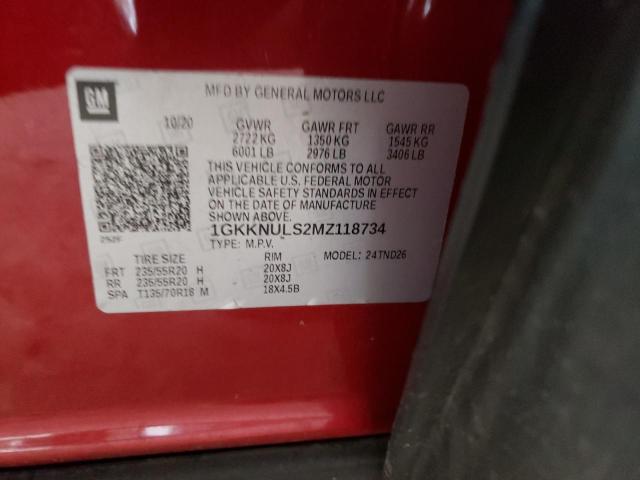 GM
MFD BY GENERAL MOTORS LLC
10/20 GVWR GAWR FRT GAWR RR
2722 KG 1350 KG 1545 KG
6001 LB 2976 LB 3406 LB
THIS VEHICLE CONFORMS TO ALL
APPLICABLE U.S. FEDERAL MOTOR
VEHICLE SAFETY STANDARDS IN EFFECT
ON THE DATE OF MANUFACTURE
SHOWN ABOVE.
1GKKNULS2MZ118734
TYPE: M.P.V. MODEL: 24TND26
TIRE SIZE RIM
FRT 235/55R20 H 20X8J
RR 235/55R20 H 20X8J
SPA T135/70R18 M 18X4.5B